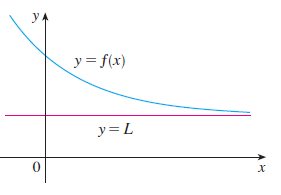 y
y = f(x)
y = L
0
x